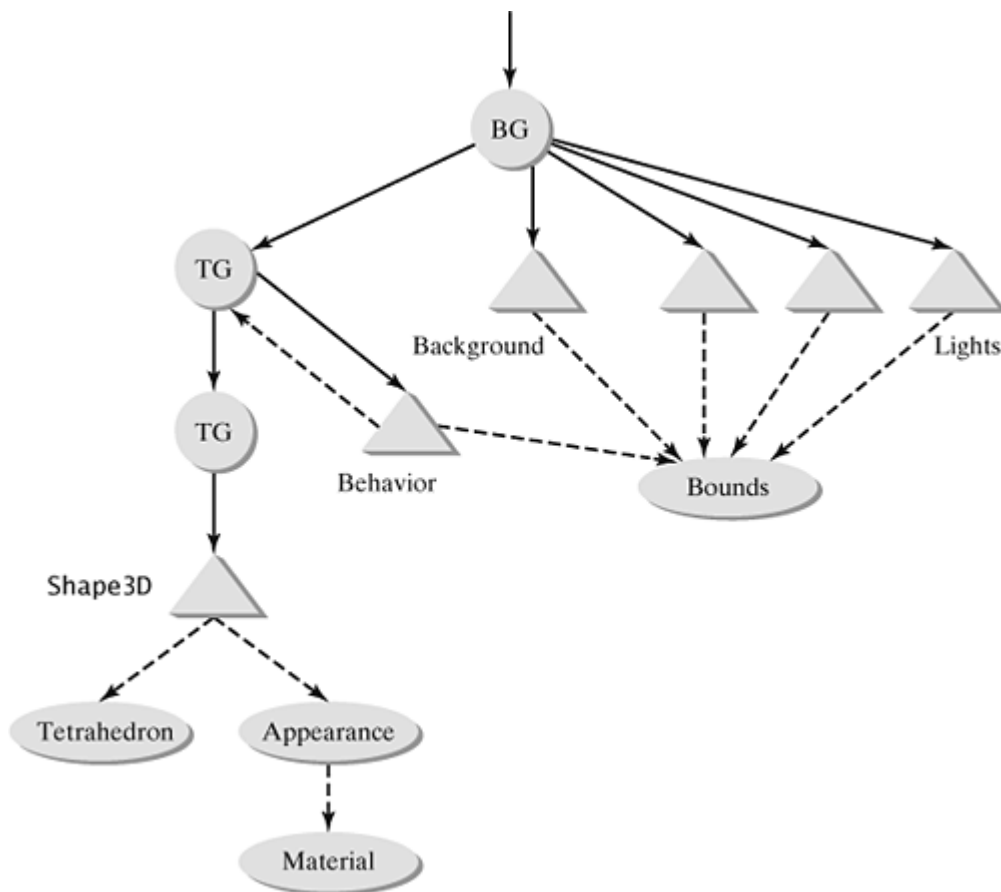 BG
TG
Background
Lights
TG
Behavior
Bounds
Shape3D
Tetrahedron
Appearance
Material